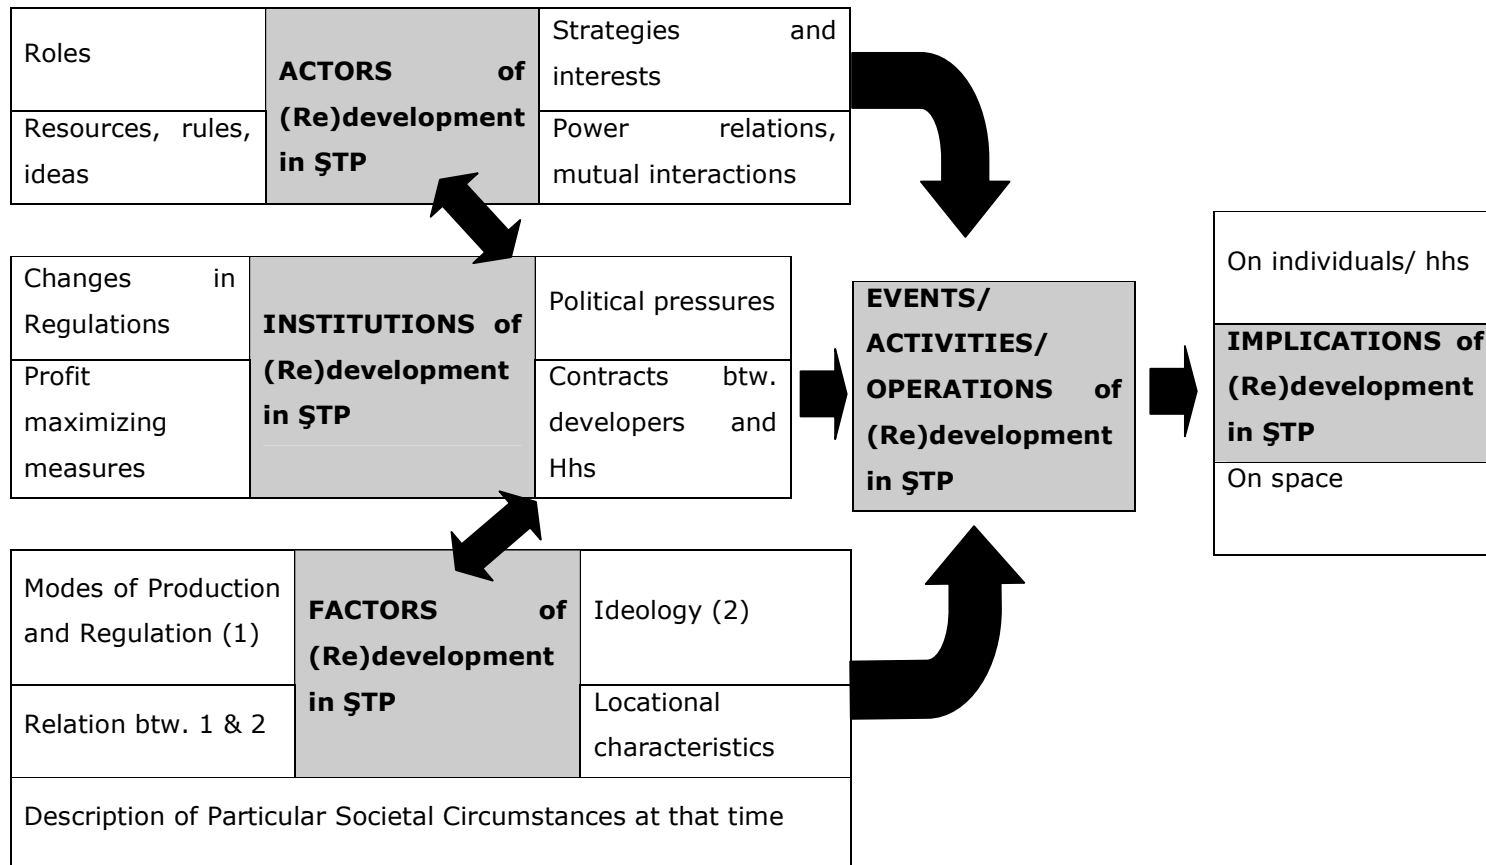 Roles
Resources, rules,
ideas
ACTORS of
(Re)development
in ŞTP
Strategies and
interests
Power relations,
mutual interactions
Changes in
Regulations
Profit
maximizing
measures
INSTITUTIONS of
(Re)development
in ŞTP
Political pressures
Contracts btw.
developers and
Hhs
Modes of Production
and Regulation (1)
Relation btw. 1 & 2
FACTORS of
(Re)development
in ŞTP
Ideology (2)
Locational
characteristics
Description of Particular Societal Circumstances at that time
EVENTS/
ACTIVITIES/
OPERATIONS of
(Re)development
in ŞTP
On individuals/ hhs
IMPLICATIONS of
(Re)development
in ŞTP
On space